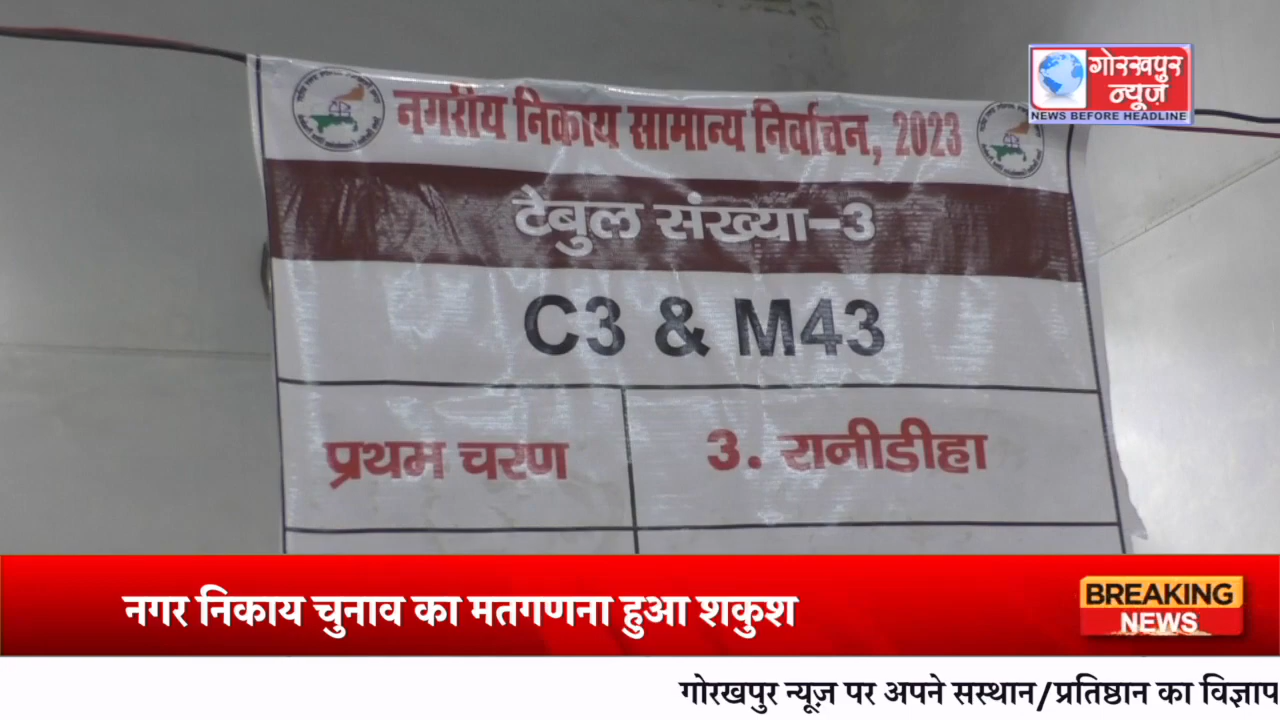 गोरखपुर
न्यूज़
NEWS BEFORE HEADLINE
नगरीय निकाय सामान्य निर्वाचन, 2023
टेबुल संख्या-3
C3 & M43
प्रथम चरण
3. रानीडीहा
नगर निकाय चुनाव का मतगणना हुआ शकुश
BREAKING
NEWS
गोरखपुर न्यूज़ पर अपने सस्थान/प्रतिष्ठान का विज्ञाप